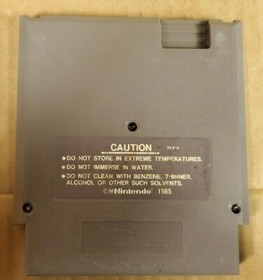 CAUTION
•DO NOT STORE IN EXTREME TEMPERATURES.
•DO NOT IMMERSE IN WATER.
•DO NOT CLEAN WITH BENZENE, THINNER,
ALCOHOL OR OTHER SUCH SOLVENTS.
©®Nintendo® 1985